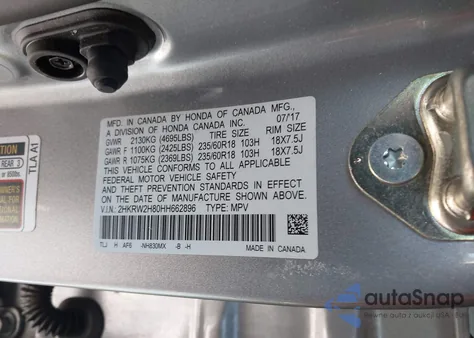 MFD. IN CANADA BY HONDA OF CANADA MFG., 07/17
A DIVISION OF HONDA CANADA INC. TIRE SIZE RIM SIZE
GVWR 2130KG (4695LBS)
GAWR F 1100KG (2425LBS) 235/60R18 103H 18X7.5J
GAWR R 1075KG (2369LBS) 235/60R18 103H 18X7.5J
THIS VEHICLE CONFORMS TO ALL APPLICABLE
FEDERAL MOTOR VEHICLE SAFETY
AND THEFT PREVENTION STANDARDS IN EFFECT
ON THE DATE OF MANUFACTURE SHOWN ABOVE.
V.I.N.: 2HKRW2H80HH662896 TYPE: MPV
TLJ H AF5 -NH830MX -B -H MADE IN CANADA
TLA A1
REAR 3
autoSnap